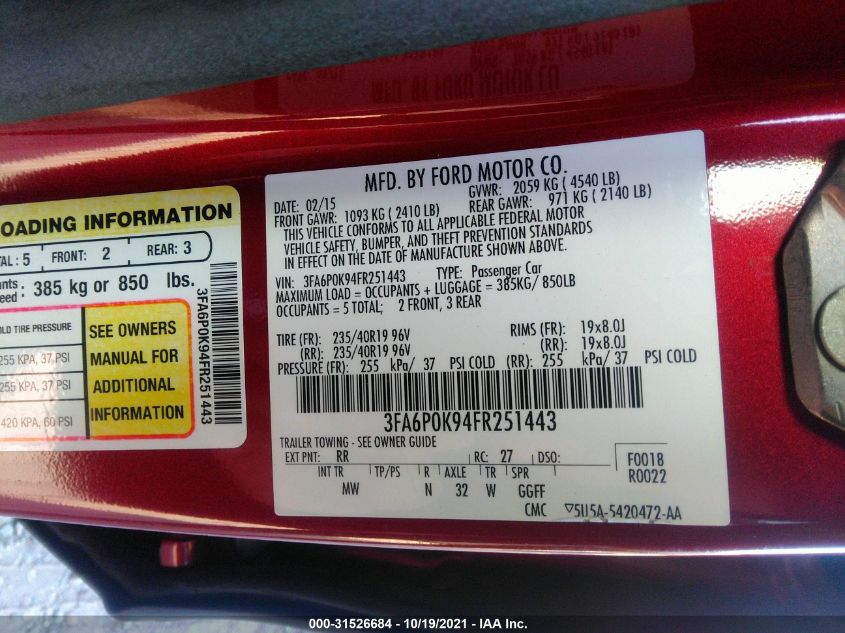 MFD. BY FORD MOTOR CO.
DATE: 02/15 GVWR: 2059 KG ( 4540 LB)
FRONT GAWR: 1093 KG ( 2410 LB) REAR GAWR: 971 KG ( 2140 LB)
THIS VEHICLE CONFORMS TO ALL APPLICABLE FEDERAL MOTOR
VEHICLE SAFETY, BUMPER, AND THEFT PREVENTION STANDARDS
IN EFFECT ON THE DATE OF MANUFACTURE SHOWN ABOVE.
VIN: 3FA6P0K94FR251443 TYPE: Passenger Car
MAXIMUM LOAD = OCCUPANTS + LUGGAGE = 385KG/ 850LB
OCCUPANTS = 5 TOTAL; 2 FRONT, 3 REAR
TIRE (FR): 235/40R19 96V RIMS (FR): 19x8.0J
(RR): 235/40R19 96V (RR): 19x8.0J
PRESSURE (FR): 255 kPa/ 37 PSI COLD (RR): 255 kPa/ 37 PSI COLD
3FA6P0K94FR251443
TRAILER TOWING - SEE OWNER GUIDE
EXT PNT: RR RC: 27 DSO: F0018
R0022
INT TR TP/PS R AXLE TR SPR
MW N 32 W GGFF
CMC ▽5U5A-5420472-AA
OADING INFORMATION
TAL : 5 FRONT: 2 REAR: 3
pants
eed : 385 kg or 850 lbs.
OLD TIRE PRESSURE
255 KPA, 37 PSI
255 KPA, 37 PSI
420 KPA, 60 PSI
SEE OWNERS
MANUAL FOR
ADDITIONAL
INFORMATION
3FA6P0K94FR251443
000-31526684 - 10/19/2021 - IAA Inc.